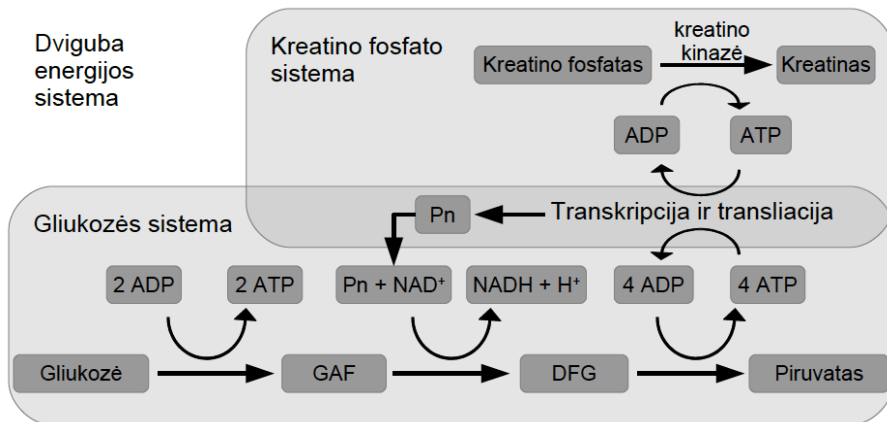 Dviguba
energijos
sistema
Kreatino fosfato
sistema
kreatino
kinazė
Kreatino fosfatas
Kreatinas
ADP
ATP
Gliukozės sistema
Pn
Transkripcija ir transliacija
2 ADP
2 ATP
Pn + NAD⁺
NADH + H⁺
4 ADP
4 ATP
Gliukozė
GAF
DFG
Piruvatas